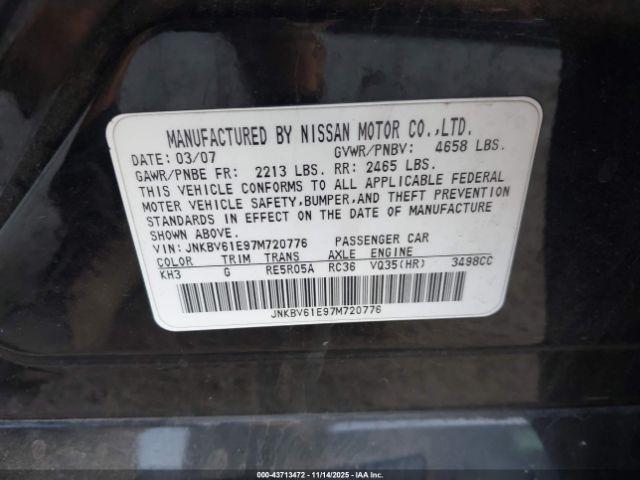 MANUFACTURED BY NISSAN MOTOR CO.,LTD.
DATE: 03/07 GVWR/PNBV: 4658 LBS.
GAWR/PNBE FR: 2213 LBS. RR: 2465 LBS.
THIS VEHICLE CONFORMS TO ALL APPLICABLE FEDERAL
MOTOR VEHICLE SAFETY,BUMPER,AND THEFT PREVENTION
STANDARDS IN EFFECT ON THE DATE OF MANUFACTURE
SHOWN ABOVE.
VIN: JNKBV61E97M720776 PASSENGER CAR
COLOR TRIM TRANS AXLE ENGINE
KH3 G RE5R05A RC36 VQ35(HR) 3498CC
JNKBV61E97M720776
000-43713472 - 11/14/2025 - IAAI.COM